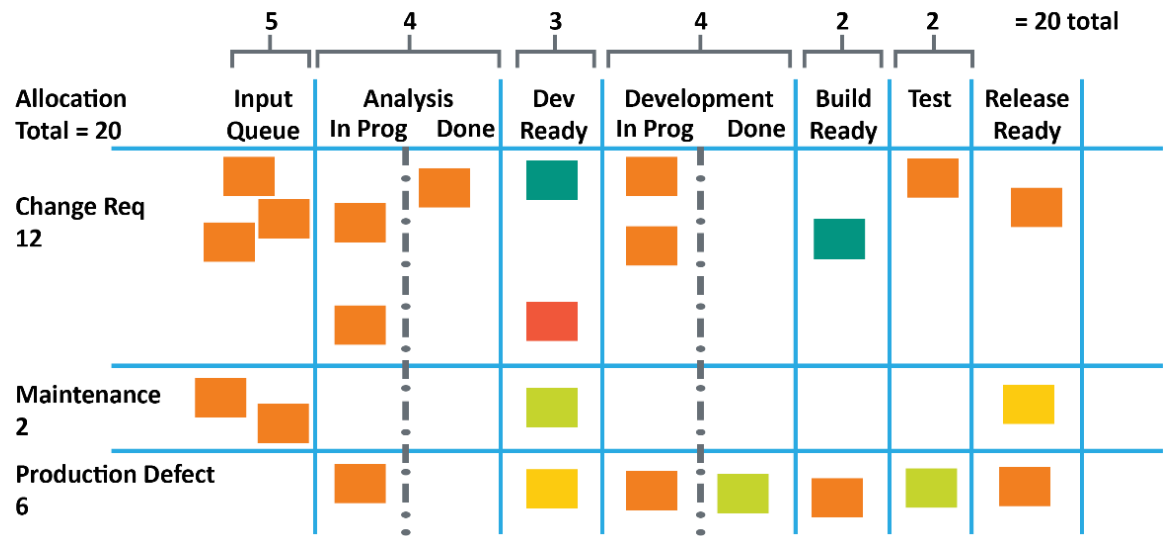 5 4 3 4 2 2 = 20 total
Allocation
Total = 20
Input
Queue
Analysis
In Prog Done
Dev
Ready
Development
In Prog Done
Build
Ready
Test
Release
Ready
Change Req
12
Maintenance
2
Production Defect
6